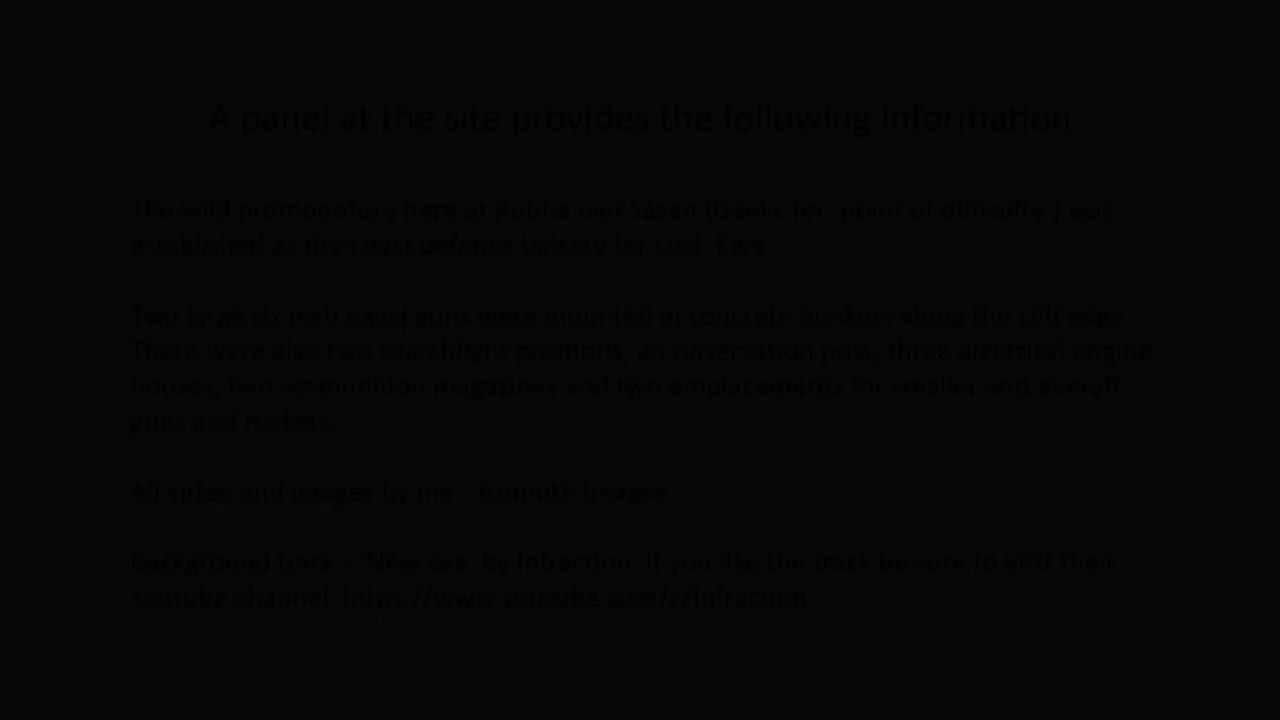 A panel at the site provides the following information
The wild promonotory here at Rubha nan Sasan (Gaelic for 'point of difficulty') was
established as the coast defence battery for Loch Ewe.
Two large six inch naval guns were mounted in concrete bunkers along the cliff edge.
There were also two searchlight positions, an onservation post, three electrical engine
houses, two ammunition magazines and two emplacements for smaller anti aircraft
guns and rockets.
All video and images by me - Azimuth Images
Background track - 'New sea' by Infraction. If you like the track be sure to visit their
Youtube channel https://www.youtube.com/c/Infraction